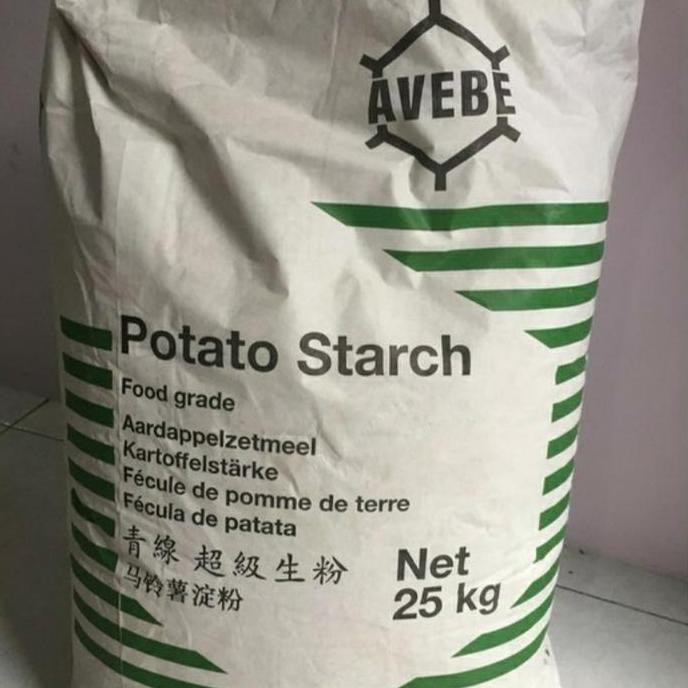 AVEBE
Potato Starch
Food grade
Aardappelzetmeel
Kartoffelstärke
Fécule de pomme de terre
Fécula de patata
青線 超級生粉
马铃薯淀粉
Net
25 kg